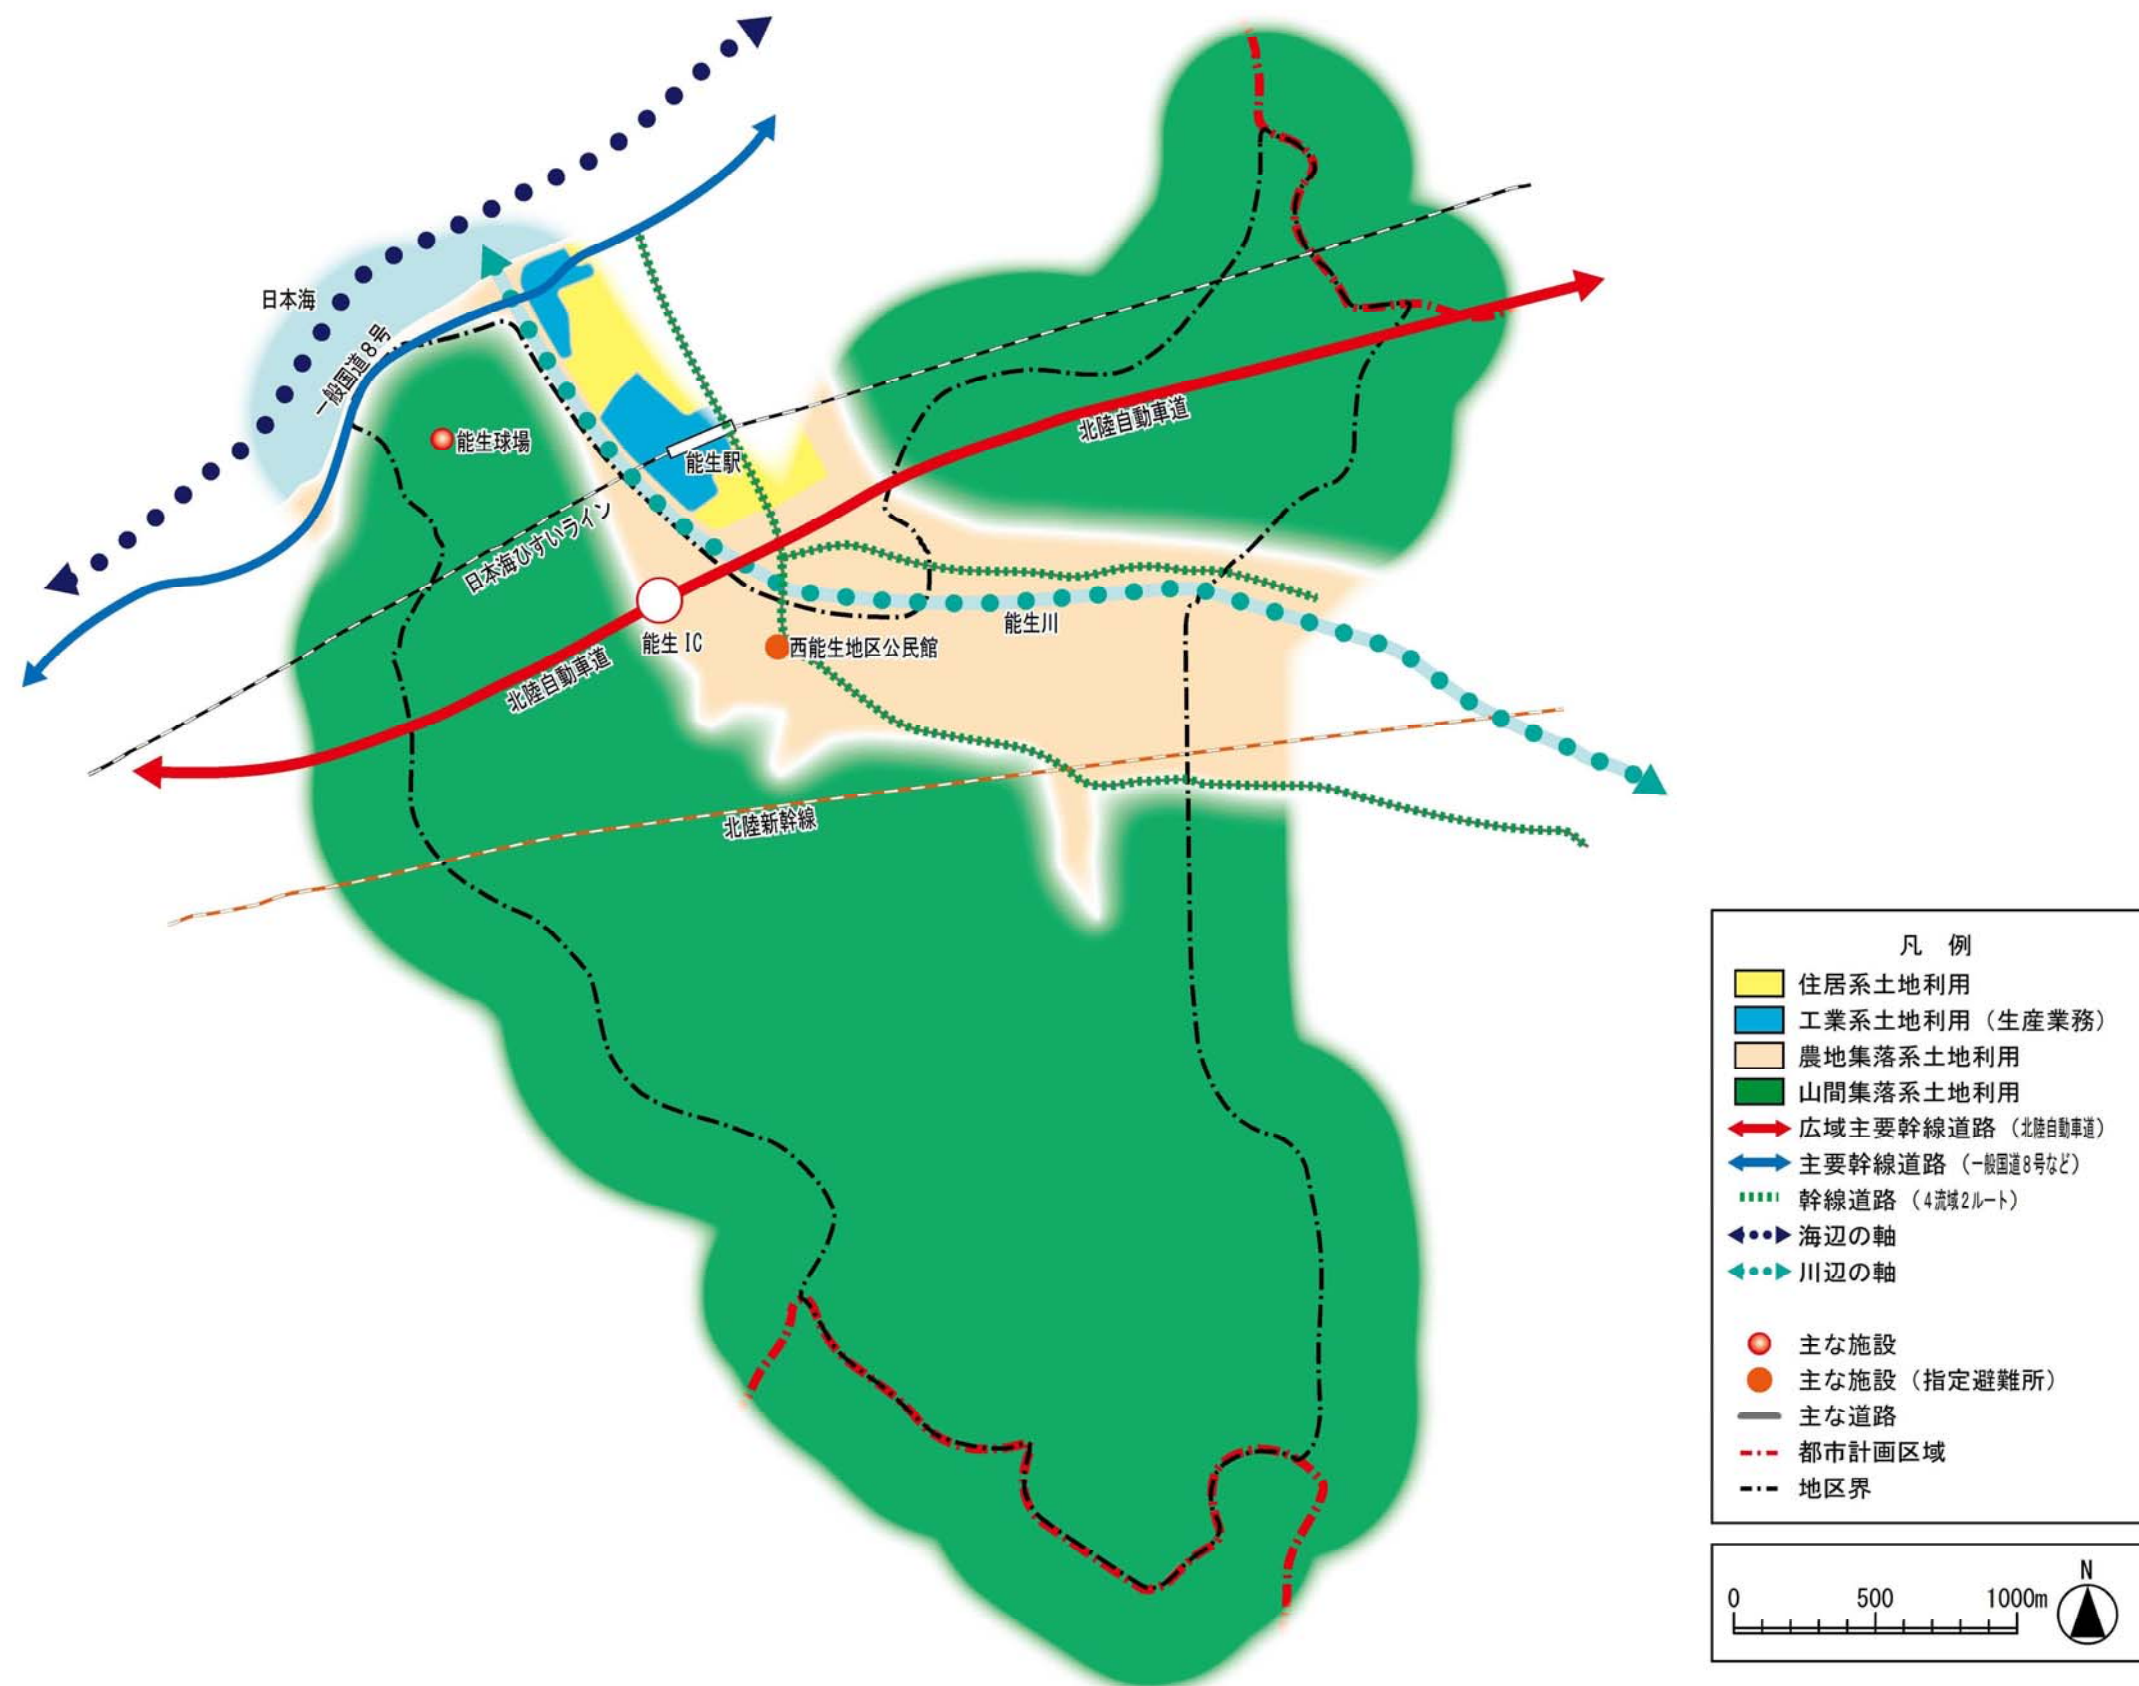 日本海
一般国道8号
能生球場
能生駅
北陸自動車道
日本海ひすいライン
能生川
能生 IC
西能生地区公民館
北陸自動車道
北陸新幹線
凡 例
住居系土地利用
工業系土地利用（生産業務）
農地集落系土地利用
山間集落系土地利用
広域主要幹線道路（北陸自動車道）
主要幹線道路（一般国道8号など）
幹線道路（4流域2ルート）
海辺の軸
川辺の軸
主な施設
主な施設（指定避難所）
主な道路
都市計画区域
地区界
0 500 1000m
N